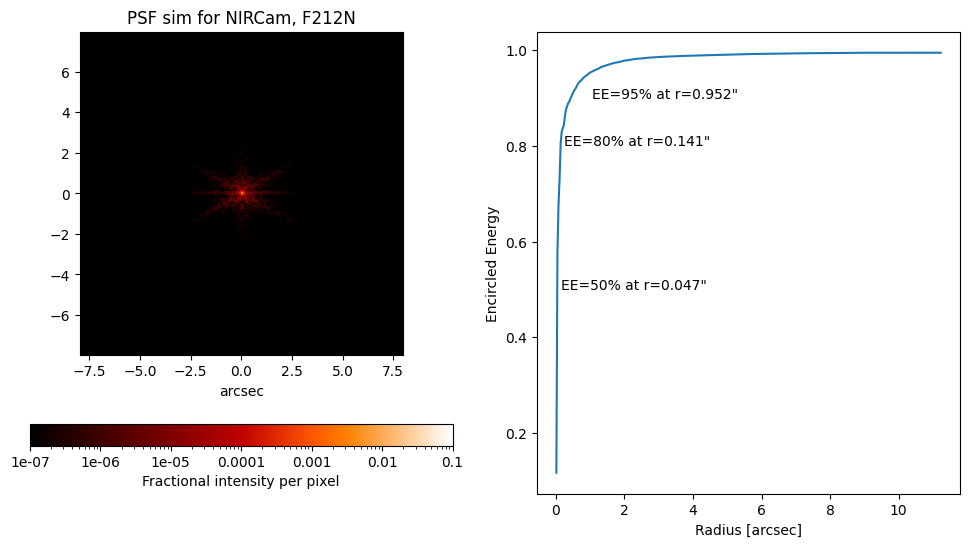 PSF sim for NIRCam, F212N
6
4
2
0
−2
−4
−6
−7.5 −5.0 −2.5 0.0 2.5 5.0 7.5
arcsec
1e-07 1e-06 1e-05 0.0001 0.001 0.01 0.1
Fractional intensity per pixel
Encircled Energy
1.0
0.8
0.6
0.4
0.2
EE=95% at r=0.952"
EE=80% at r=0.141"
EE=50% at r=0.047"
0 2 4 6 8 10
Radius [arcsec]